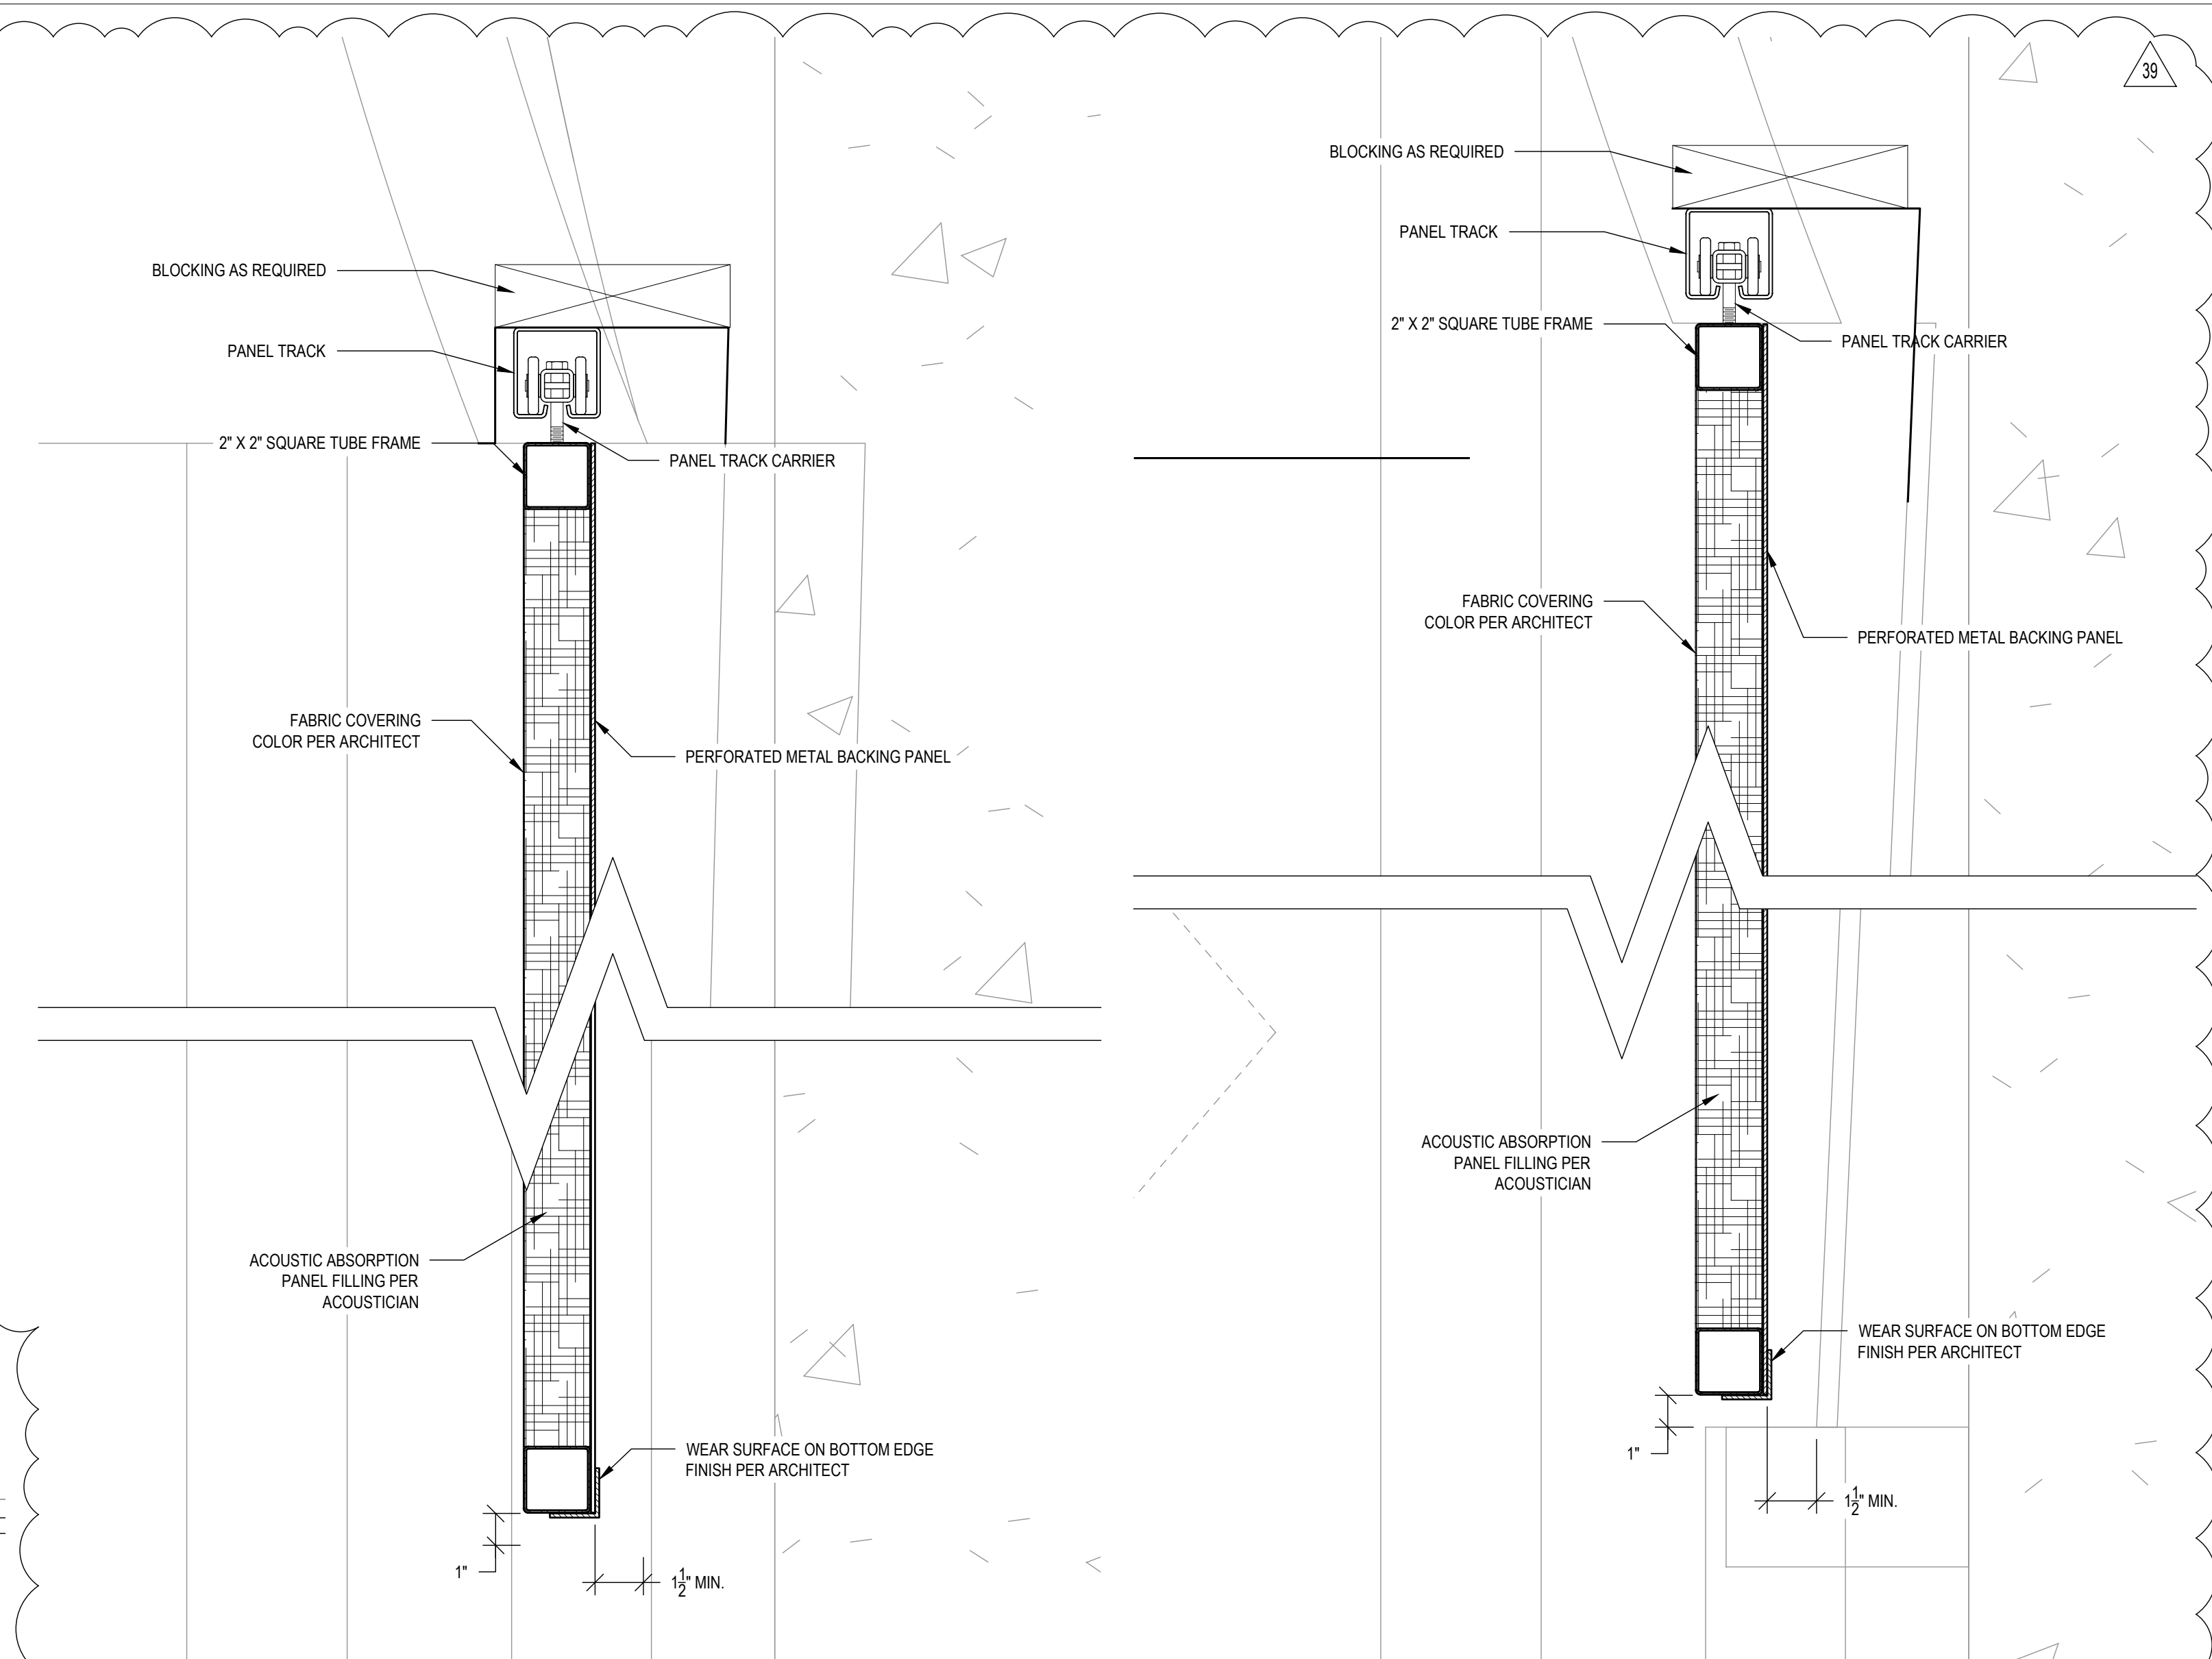 39
BLOCKING AS REQUIRED
PANEL TRACK
2" X 2" SQUARE TUBE FRAME
PANEL TRACK CARRIER
FABRIC COVERING
COLOR PER ARCHITECT
PERFORATED METAL BACKING PANEL
ACOUSTIC ABSORPTION
PANEL FILLING PER
ACOUSTICIAN
WEAR SURFACE ON BOTTOM EDGE
FINISH PER ARCHITECT
1"
1 1/2" MIN.
BLOCKING AS REQUIRED
PANEL TRACK
2" X 2" SQUARE TUBE FRAME
PANEL TRACK CARRIER
FABRIC COVERING
COLOR PER ARCHITECT
PERFORATED METAL BACKING PANEL
ACOUSTIC ABSORPTION
PANEL FILLING PER
ACOUSTICIAN
WEAR SURFACE ON BOTTOM EDGE
FINISH PER ARCHITECT
1"
1 1/2" MIN.